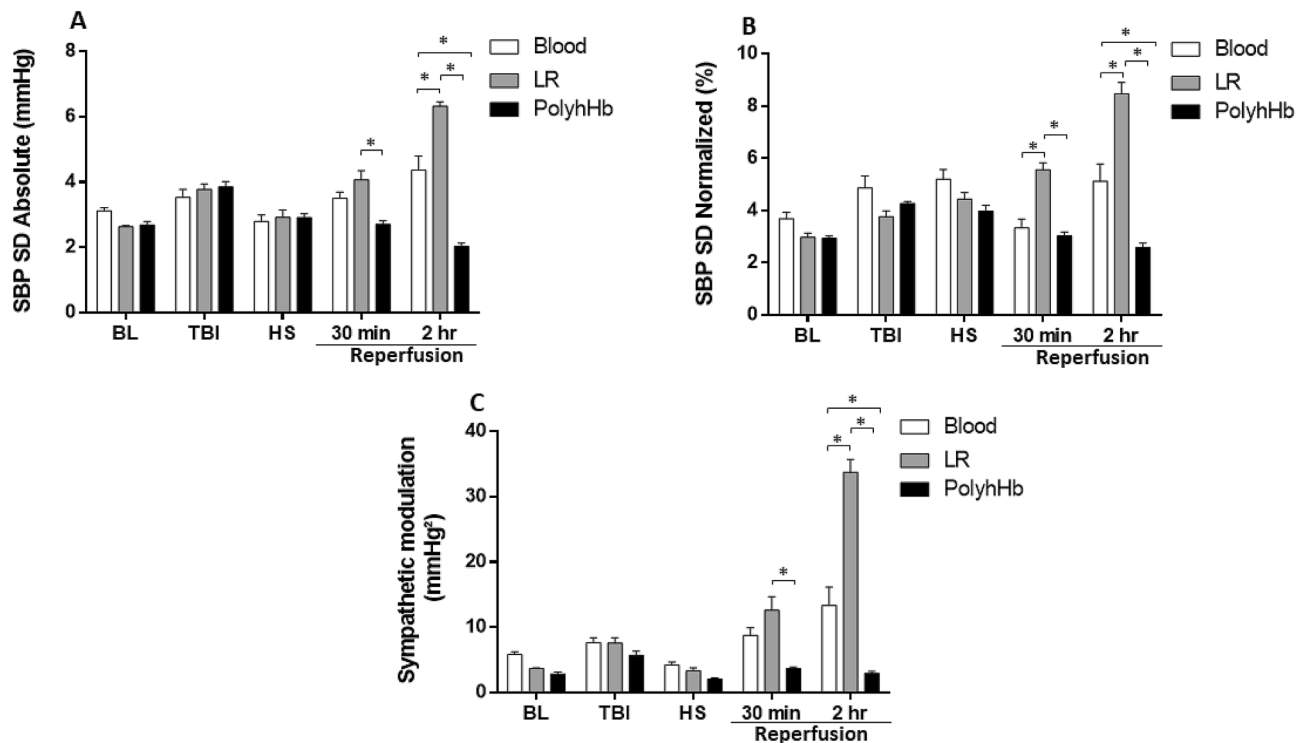 A
SBP SD Absolute (mmHg)
8
6
4
2
0
* 
* *
*
Blood
LR
PolyhHb
BL TBI HS 30 min 2 hr
Reperfusion
B
SBP SD Normalized (%)
10
8
6
4
2
0
*
* *
* *
Blood
LR
PolyhHb
BL TBI HS 30 min 2 hr
Reperfusion
C
Sympathetic modulation
(mmHg²)
40
30
20
10
0
*
* *
*
Blood
LR
PolyhHb
BL TBI HS 30 min 2 hr
Reperfusion